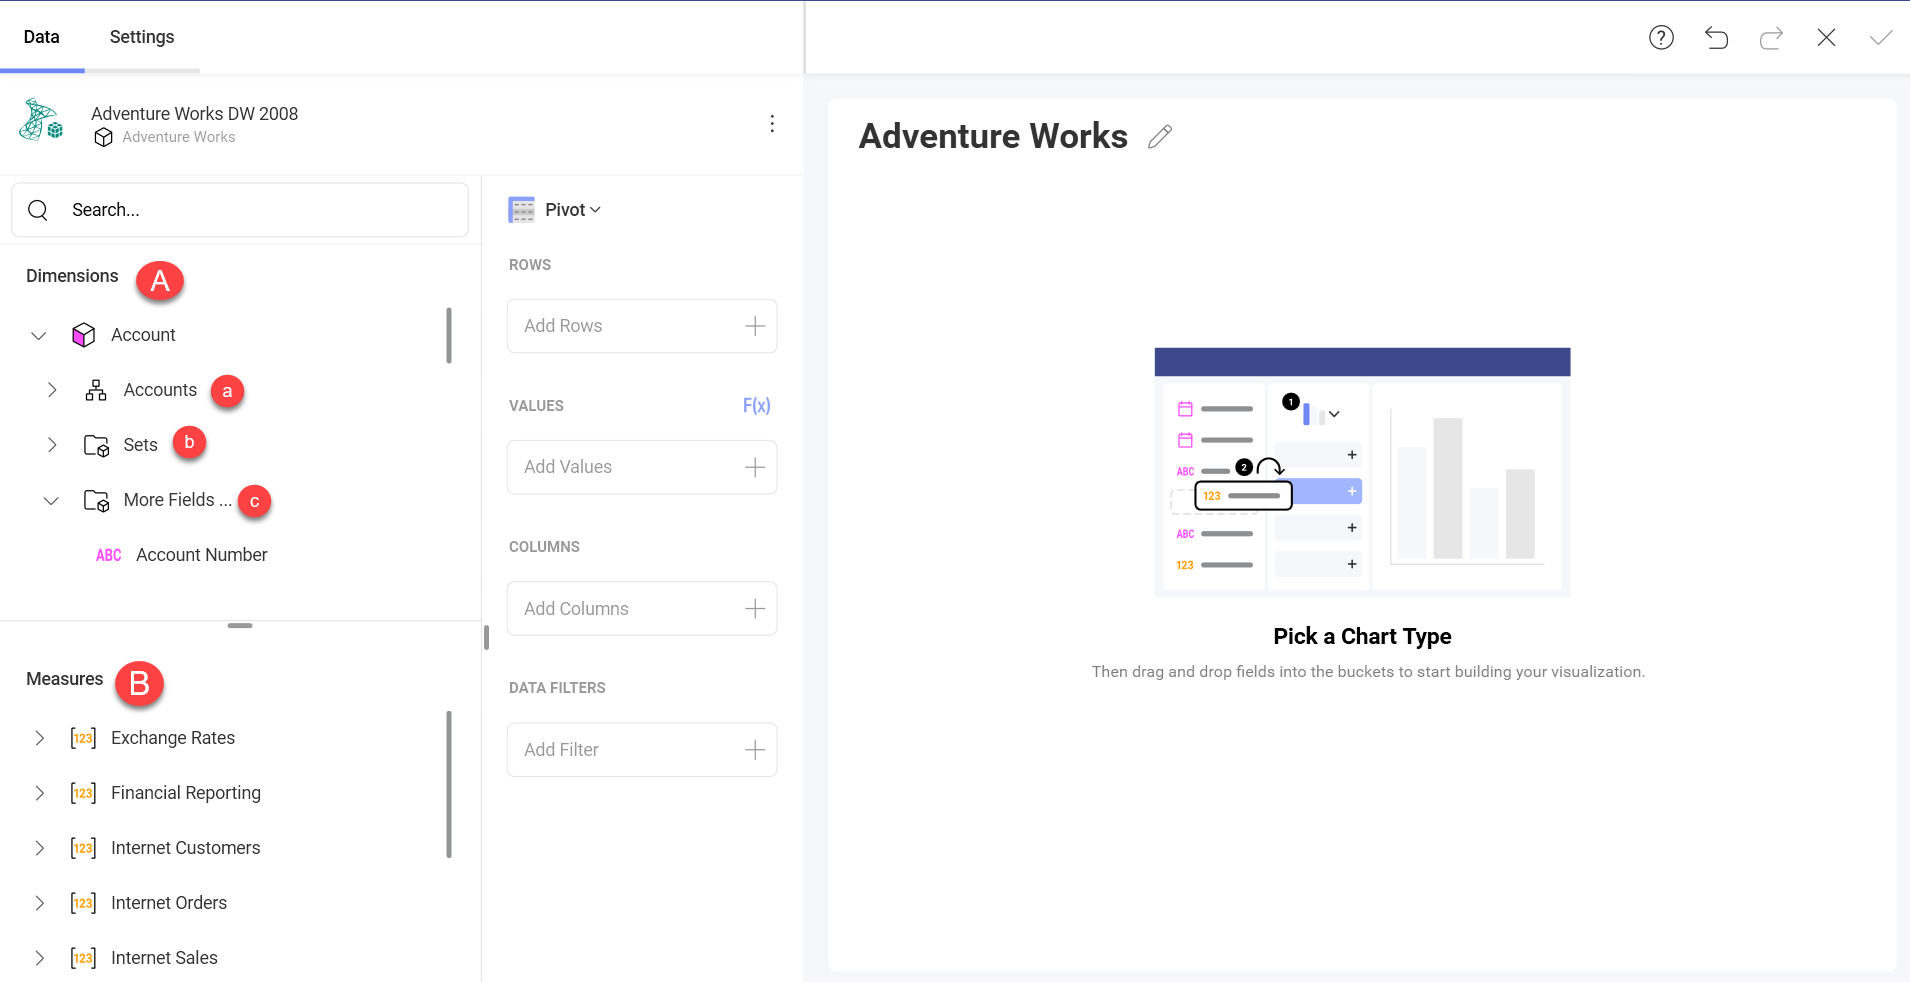 Data
Settings
?
Adventure Works DW 2008
Adventure Works
Search...
Dimensions
A
Account
Accounts
a
Sets
b
More Fields ...
c
ABC Account Number
Measures
B
[123] Exchange Rates
[123] Financial Reporting
[123] Internet Customers
[123] Internet Orders
[123] Internet Sales
Pivot
ROWS
Add Rows
VALUES
F(x)
Add Values
COLUMNS
Add Columns
DATA FILTERS
Add Filter
Adventure Works
1
ABC
2
123
ABC
123
Pick a Chart Type
Then drag and drop fields into the buckets to start building your visualization.